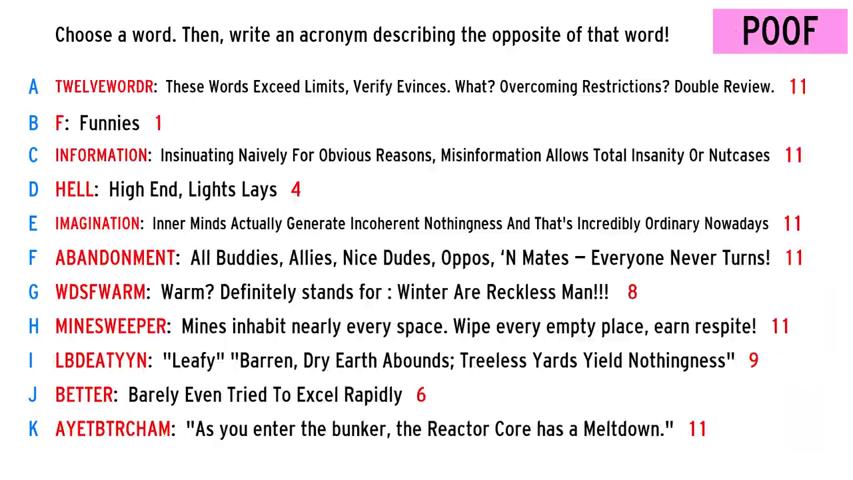 Choose a word. Then, write an acronym describing the opposite of that word!
POOF
A TWELVEWORDR: These Words Exceed Limits, Verify Evinces. What? Overcoming Restrictions? Double Review. 11
B F: Funnies 1
C INFORMATION: Insinuating Naively For Obvious Reasons, Misinformation Allows Total Insanity Or Nutcases 11
D HELL: High End, Lights Lays 4
E IMAGINATION: Inner Minds Actually Generate Incoherent Nothingness And That's Incredibly Ordinary Nowadays 11
F ABANDONMENT: All Buddies, Allies, Nice Dudes, Oppos, ‘N Mates – Everyone Never Turns! 11
G WDSFWARM: Warm? Definitely stands for : Winter Are Reckless Man!!! 8
H MINESWEEPER: Mines inhabit nearly every space. Wipe every empty place, earn respite! 11
I LBDEATYYN: "Leafy" "Barren, Dry Earth Abounds; Treeless Yards Yield Nothingness" 9
J BETTER: Barely Even Tried To Excel Rapidly 6
K AYETBTRCHAM: "As you enter the bunker, the Reactor Core has a Meltdown." 11